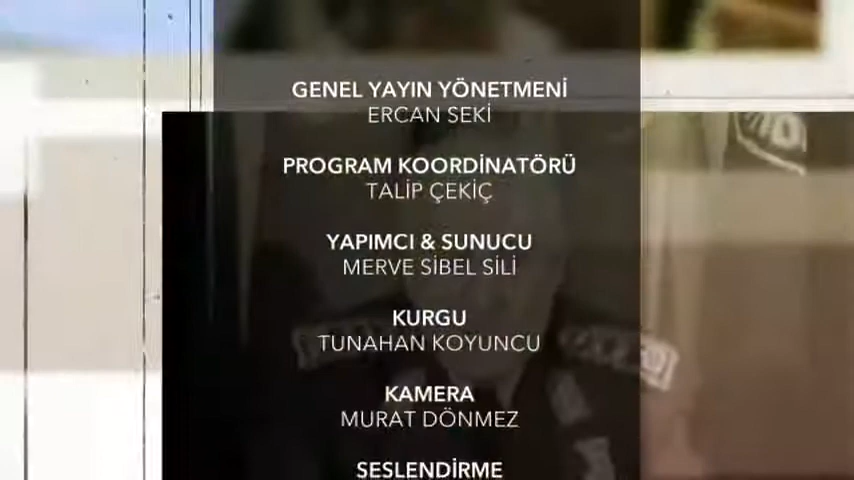 GENEL YAYIN YÖNETMENİ
ERCAN SEKİ
PROGRAM KOORDİNATÖRÜ
TALİP ÇEKİÇ
YAPIMCI & SUNUCU
MERVE SİBEL SİLİ
KURGU
TUNAHAN KOYUNCU
KAMERA
MURAT DÖNMEZ
SESLENDİRME